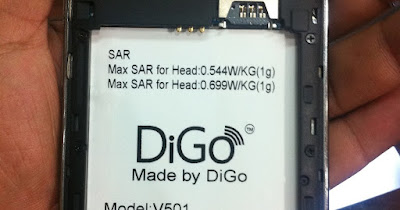 SAR
Max SAR for Head:0.544W/KG(1g)
Max SAR for Head:0.699W/KG(1g)
DiGo ™
Made by DiGo
Model:V501